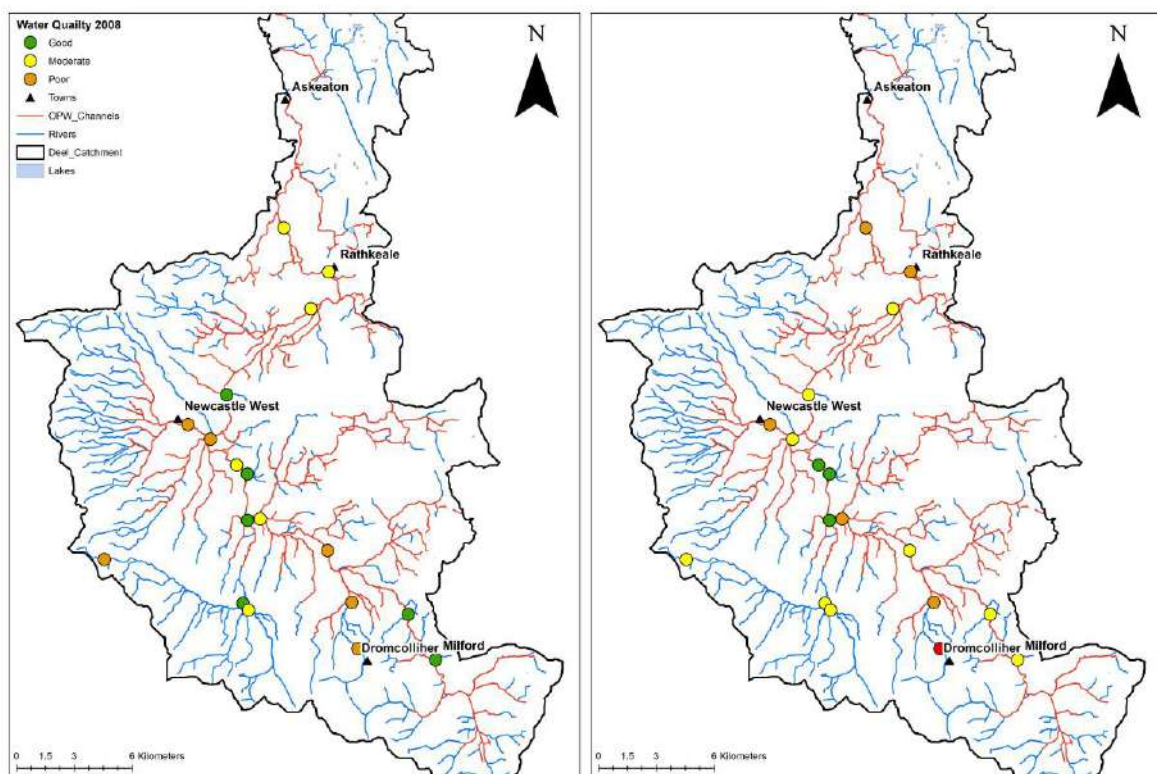 Water Quailty 2008
Good
Moderate
Poor
Towns
OPW_Channels
Rivers
Deel_Catchment
Lakes
N
Askeaton
Rathkeale
Newcastle West
Dromcolliher
Milford
0 1.5 3 6 Kilometers
N
Askeaton
Rathkeale
Newcastle West
Dromcolliher
Milford
0 1.5 3 6 Kilometers